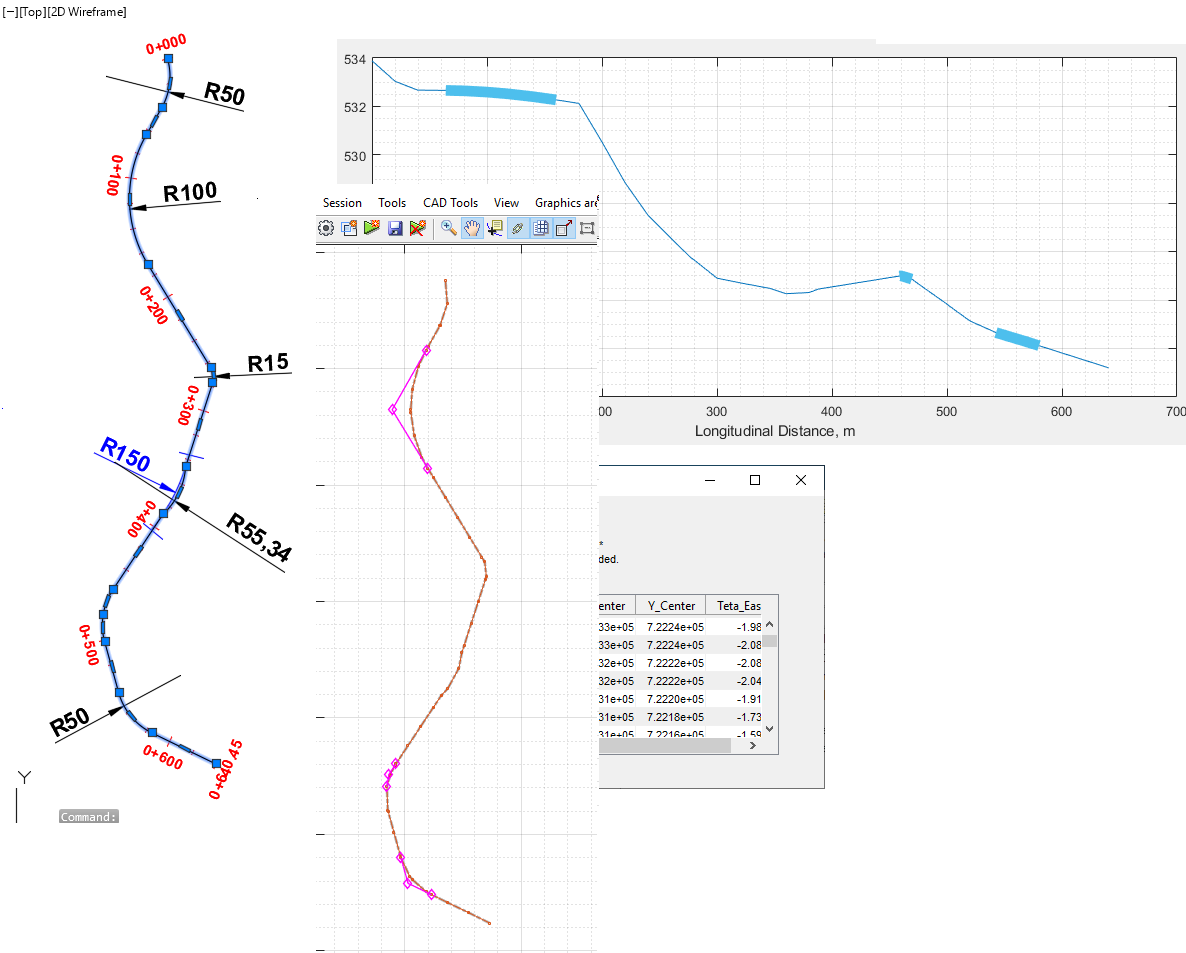 [−][Top][2D Wireframe]
0+000
R50
0+100
R100
0+200
R15
0+300
R150
0+400
R55,34
0+500
R50
0+600
0+640,45
Y
Command:
534
532
530
Session Tools CAD Tools View Graphics are
00 300 400 500 600 700
Longitudinal Distance, m
*
ded.
enter Y_Center Teta_Eas
33e+05 7.2224e+05 -1.98
33e+05 7.2224e+05 -2.08
32e+05 7.2222e+05 -2.08
32e+05 7.2222e+05 -2.04
31e+05 7.2220e+05 -1.91
31e+05 7.2218e+05 -1.73
31e+05 7.2216e+05 -1.59